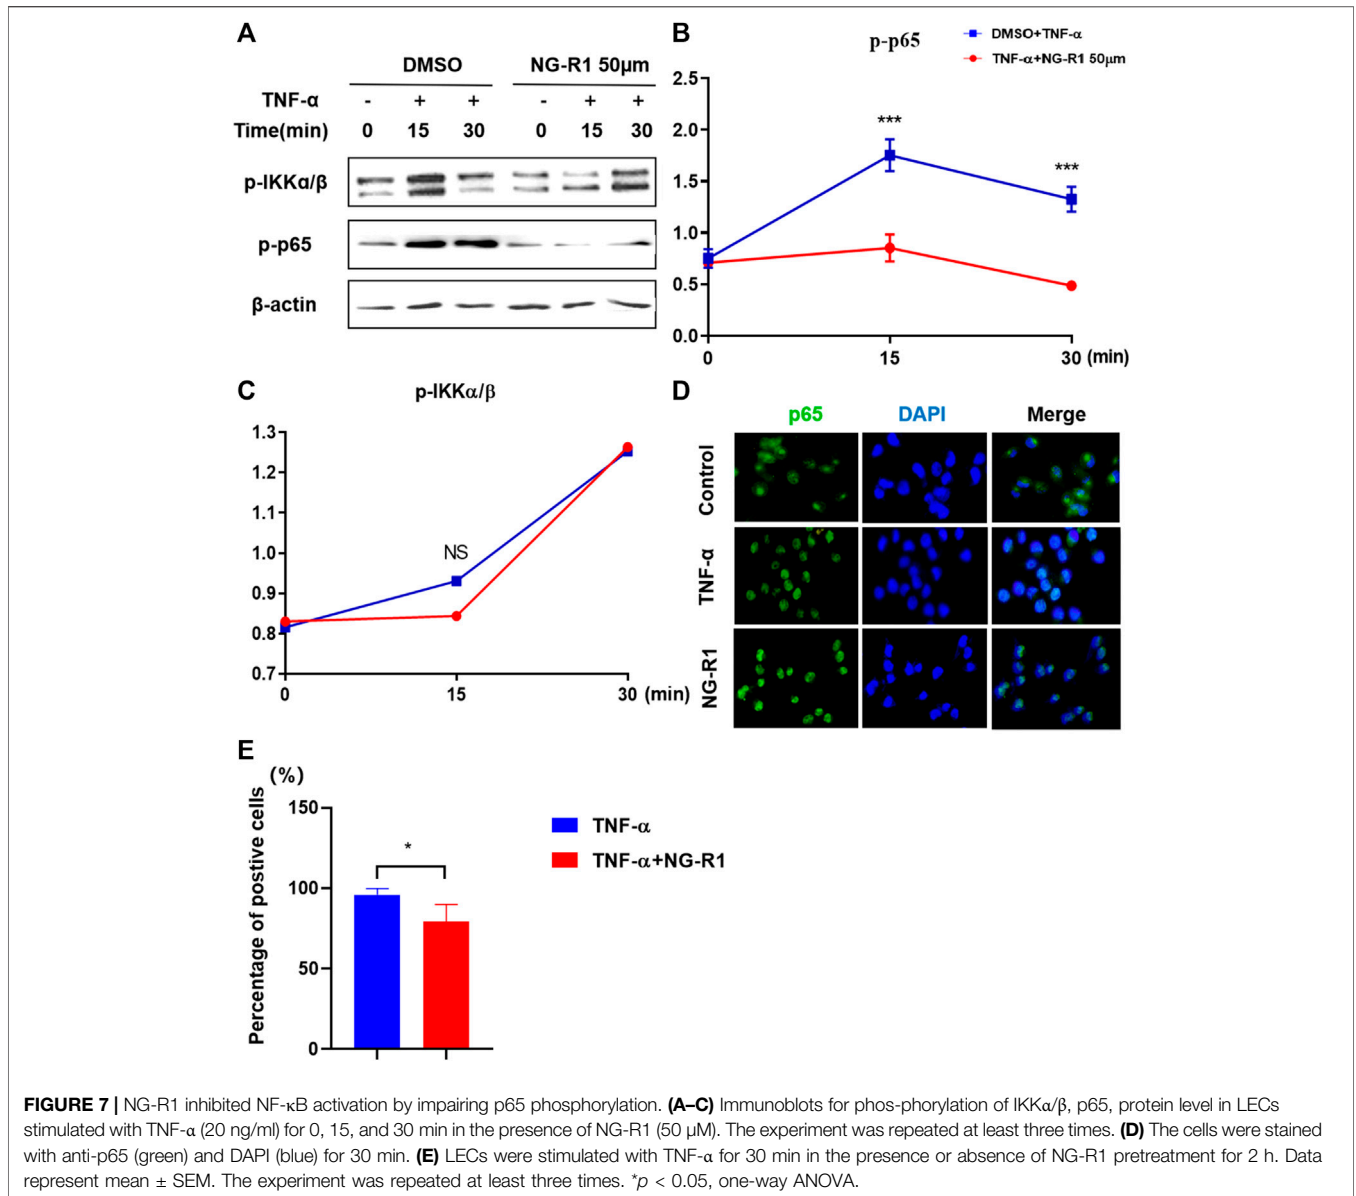 A
DMSO NG-R1 50μm
TNF-α - + + - + +
Time(min) 0 15 30 0 15 30
p-IKKα/β
p-p65
β-actin
B
p-p65
DMSO+TNF-α
TNF-α+NG-R1 50μm
2.5
2.0
1.5
1.0
0.5
0.0
*** ***
0 15 30 (min)
C
p-IKKα/β
1.3
1.2
1.1
1.0
0.9
0.8
0.7
NS
0 15 30 (min)
D
p65 DAPI Merge
Control
TNF-α
NG-R1
E
(%)
Percentage of postive cells
150
100
50
0
*
TNF-α
TNF-α+NG-R1
FIGURE 7 | NG-R1 inhibited NF-κB activation by impairing p65 phosphorylation. (A–C) Immunoblots for phos-phorylation of IKKα/β, p65, protein level in LECs
stimulated with TNF-α (20 ng/ml) for 0, 15, and 30 min in the presence of NG-R1 (50 μM). The experiment was repeated at least three times. (D) The cells were stained
with anti-p65 (green) and DAPI (blue) for 30 min. (E) LECs were stimulated with TNF-α for 30 min in the presence or absence of NG-R1 pretreatment for 2 h. Data
represent mean ± SEM. The experiment was repeated at least three times. *p < 0.05, one-way ANOVA.